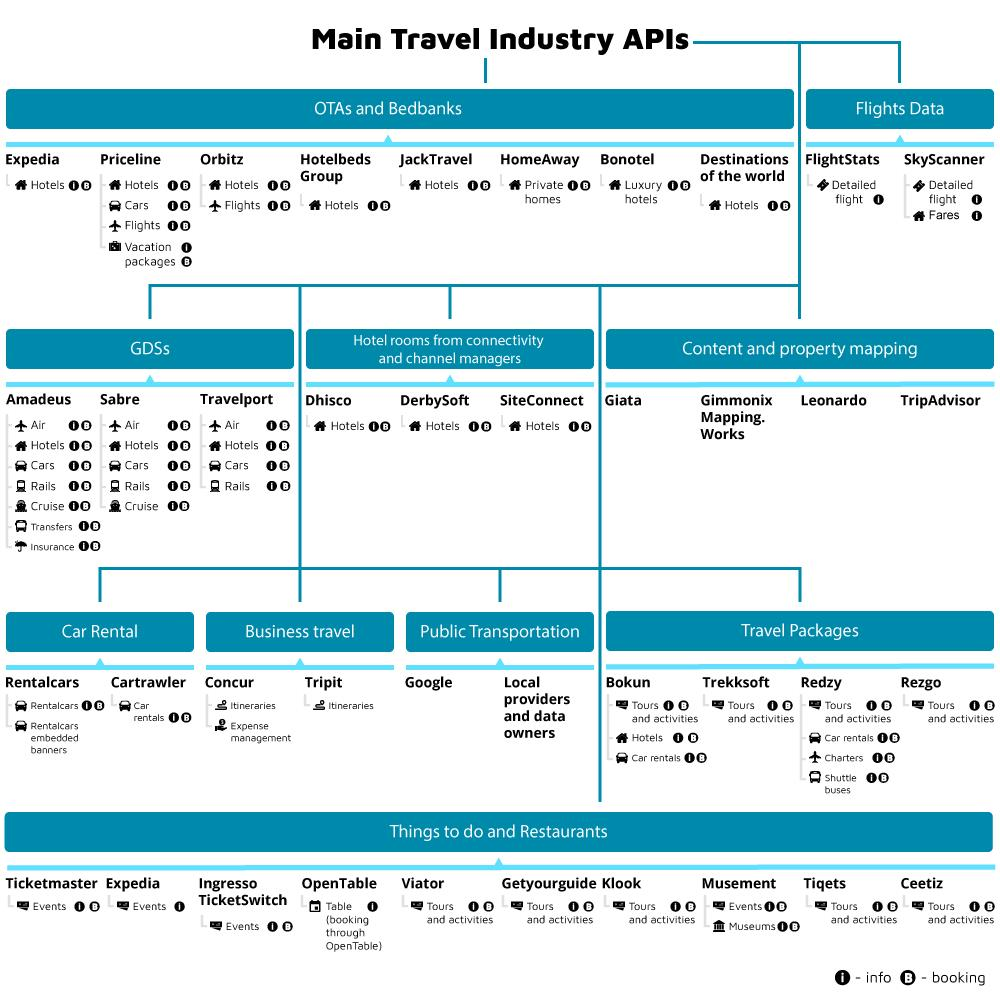 Main Travel Industry APIs
OTAs and Bedbanks
Expedia
Hotels i B
Priceline
Hotels i B
Cars i B
Flights i B
Vacation i
packages B
Orbitz
Hotels i B
Flights i B
Hotelbeds
Group
Hotels i B
JackTravel
Hotels i B
HomeAway
Private i B
homes
Bonotel
Luxury i B
hotels
Destinations
of the world
Hotels i B
Flights Data
FlightStats
Detailed
flight i
SkyScanner
Detailed
flight i
Fares i
GDSs
Amadeus
Air i B
Hotels i B
Cars i B
Rails i B
Cruise i B
Transfers i B
Insurance i B
Sabre
Air i B
Hotels i B
Cars i B
Rails i B
Cruise i B
Travelport
Air i B
Hotels i B
Cars i B
Rails i B
Hotel rooms from connectivity
and channel managers
Dhisco
Hotels i B
DerbySoft
Hotels i B
SiteConnect
Hotels i B
Content and property mapping
Giata
Gimmonix
Mapping.
Works
Leonardo
TripAdvisor
Car Rental
Rentalcars
Rentalcars i B
Rentalcars
embedded
banners
Cartrawler
Car
rentals i B
Business travel
Concur
Itineraries
Expense
management
Tripit
Itineraries
Public Transportation
Google
Local
providers
and data
owners
Travel Packages
Bokun
Tours i B
and activities
Hotels i B
Car rentals i B
Trekksoft
Tours i B
and activities
Redzy
Tours i B
and activities
Car rentals i B
Charters i B
Shuttle i B
buses
Rezgo
Tours i B
and activities
Things to do and Restaurants
Ticketmaster
Events i B
Expedia
Events i
Ingresso
TicketSwitch
Events i B
OpenTable
Table i
(booking
through
OpenTable)
Viator
Tours i B
and activities
Getyourguide
Tours i B
and activities
Klook
Tours i B
and activities
Musement
Events i B
Museums i B
Tiqets
Tours i B
and activities
Ceetiz
Tours i B
and activities
i - info B - booking